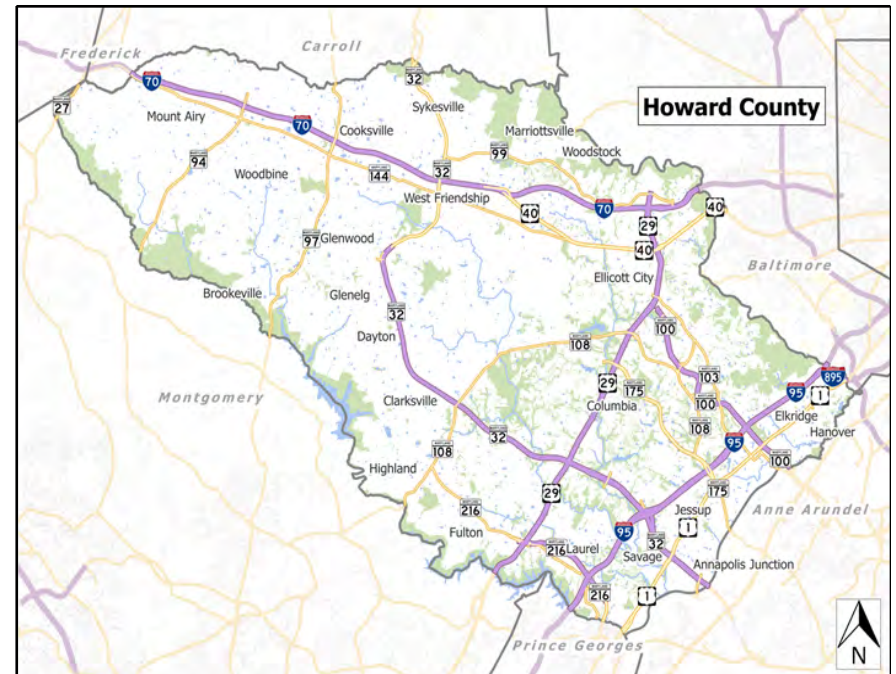 Frederick
Carroll
70
32
27
Sykesville
Howard County
Mount Airy
70
Cooksville
Marriottsville
94
99
Woodstock
144
32
Woodbine
West Friendship
70
40
40
29
97
Glenwood
40
Ellicott City
Baltimore
Brookeville
Glenelg
32
100
Dayton
108
29
103
895
175
95
1
Montgomery
Clarksville
Columbia
100
Elkridge
32
108
Hanover
108
95
100
Highland
29
175
216
Jessup
Anne Arundel
Fulton
95
1
216
Laurel
32
Savage
Annapolis Junction
216
1
Prince Georges
N